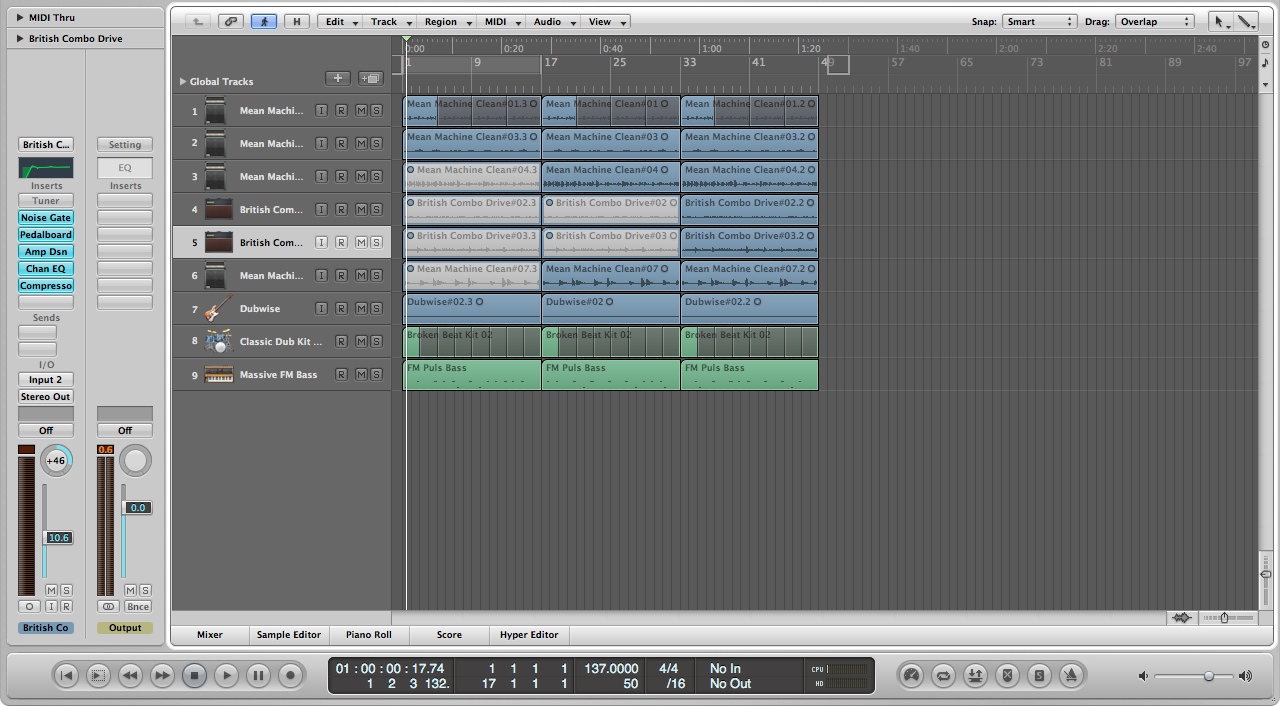 MIDI Thru
British Combo Drive
H
Edit
Track
Region
MIDI
Audio
View
Snap: Smart
Drag: Overlap
0:00 0:20 0:40 1:00 1:20 1:40 2:00 2:20 2:40
1 9 17 25 33 41 49 57 65 73 81 89 97
Global Tracks
1 Mean Machi... I R M S
2 Mean Machi... I R M S
3 Mean Machi... I R M S
4 British Com... I R M S
5 British Com... I R M S
6 Mean Machi... I R M S
7 Dubwise I R M S
8 Classic Dub Kit ... R M S
9 Massive FM Bass R M S
Mean Machine Clean#01.3 Mean Machine Clean#01 Mean Machine Clean#01.2
Mean Machine Clean#03.3 Mean Machine Clean#03 Mean Machine Clean#03.2
Mean Machine Clean#04.3 Mean Machine Clean#04 Mean Machine Clean#04.2
British Combo Drive#02.3 British Combo Drive#02 British Combo Drive#02.2
British Combo Drive#03.3 British Combo Drive#03 British Combo Drive#03.2
Mean Machine Clean#07.3 Mean Machine Clean#07 Mean Machine Clean#07.2
Dubwise#02.3 Dubwise#02 Dubwise#02.2
Broken Beat Kit 02 Broken Beat Kit 02 Broken Beat Kit 02
FM Puls Bass FM Puls Bass FM Puls Bass
British C... Setting
EQ
Inserts Inserts
Tuner
Noise Gate
Pedalboard
Amp Dsn
Chan EQ
Compresso
Sends
I/O
Input 2
Stereo Out
Off Off
+46
0.6
0.0
10.6
M S M S
I R Bnce
British Co Output
Mixer
Sample Editor
Piano Roll
Score
Hyper Editor
01 : 00 : 00 : 17.74 1 1 1 1 137.0000 4/4 No In CPU
1 2 3 132. 17 1 1 1 50 /16 No Out HD
S